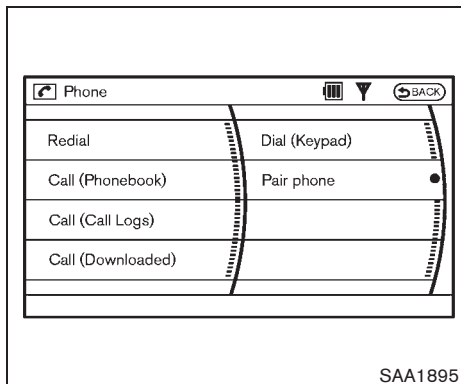 Phone
BACK
Redial
Dial (Keypad)
Call (Phonebook)
Pair phone
Call (Call Logs)
Call (Downloaded)
SAA1895